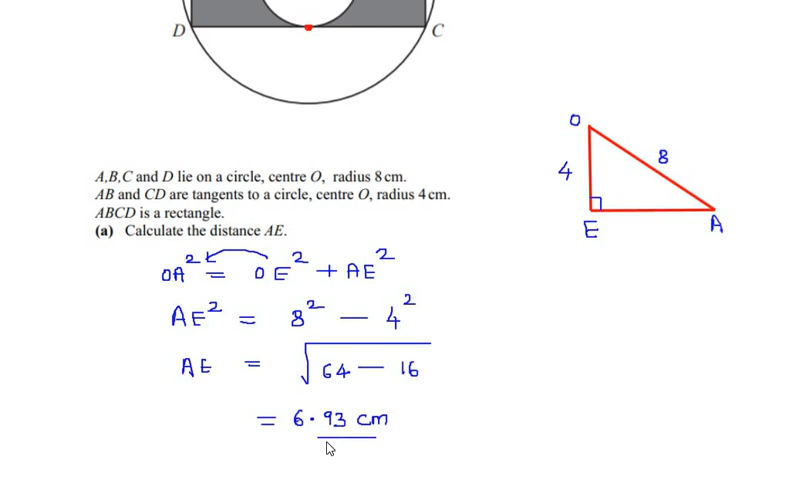 D
C
A,B,C and D lie on a circle, centre O, radius 8 cm.
AB and CD are tangents to a circle, centre O, radius 4 cm.
ABCD is a rectangle.
(a) Calculate the distance AE.
O
8
4
E
A
OA² = OE² + AE²
AE² = 8² — 4²
AE = √64 — 16
= 6.93 cm